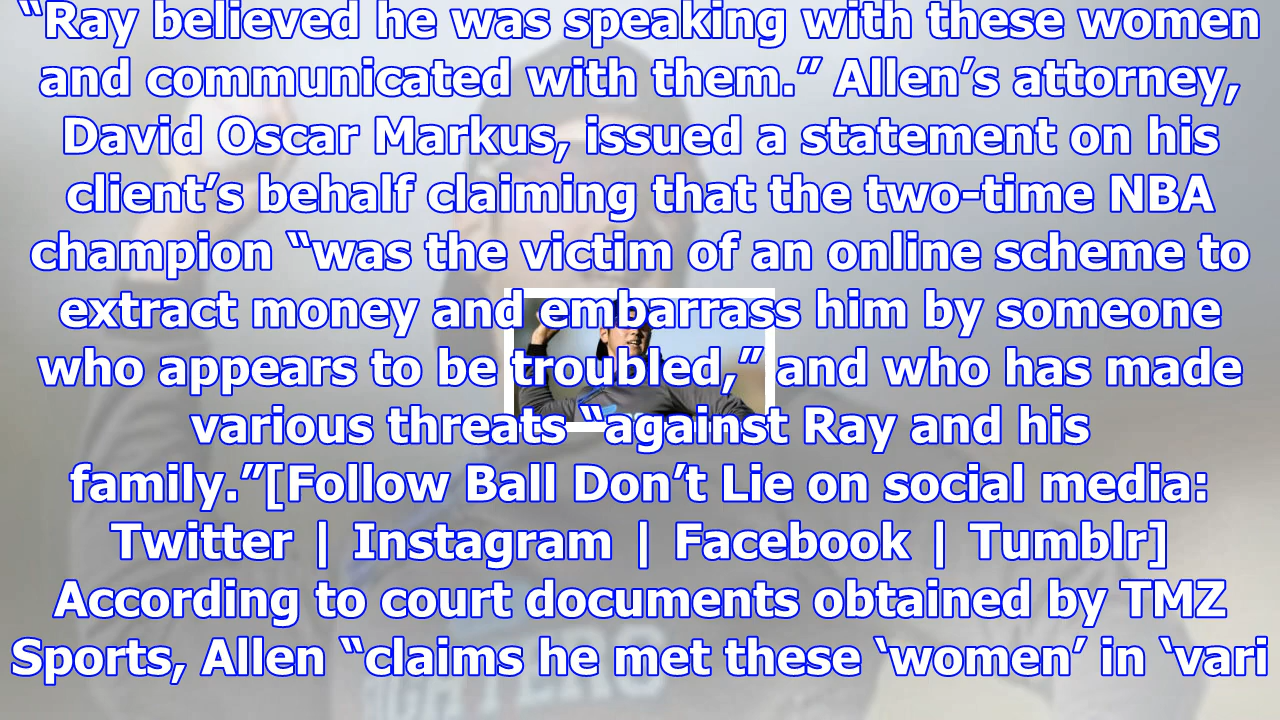 “Ray believed he was speaking with these women
and communicated with them.” Allen’s attorney,
David Oscar Markus, issued a statement on his
client’s behalf claiming that the two-time NBA
champion “was the victim of an online scheme to
extract money and embarrass him by someone
who appears to be troubled,” and who has made
various threats “against Ray and his
family.”[Follow Ball Don’t Lie on social media:
Twitter | Instagram | Facebook | Tumblr]
According to court documents obtained by TMZ
Sports, Allen “claims he met these ‘women’ in ‘vari